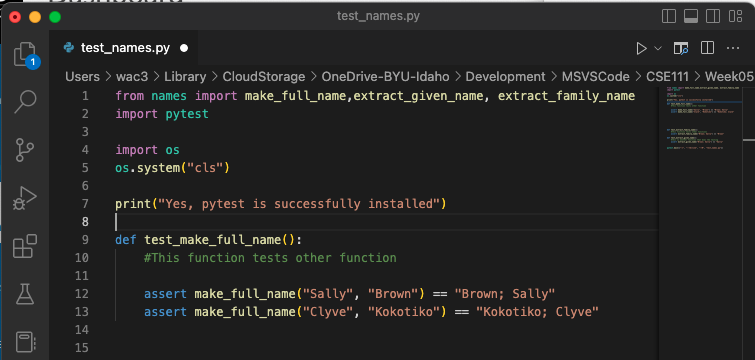 test_names.py
test_names.py
Users > wac3 > Library > CloudStorage > OneDrive-BYU-Idaho > Development > MSVSCode > CSE111 > Week05
1 from names import make_full_name,extract_given_name, extract_family_name
2 import pytest
3
4 import os
5 os.system("cls")
6
7 print("Yes, pytest is successfully installed")
8
9 def test_make_full_name():
10 #This function tests other function
11
12 assert make_full_name("Sally", "Brown") == "Brown; Sally"
13 assert make_full_name("Clyve", "Kokotiko") == "Kokotiko; Clyve"
14
15
1